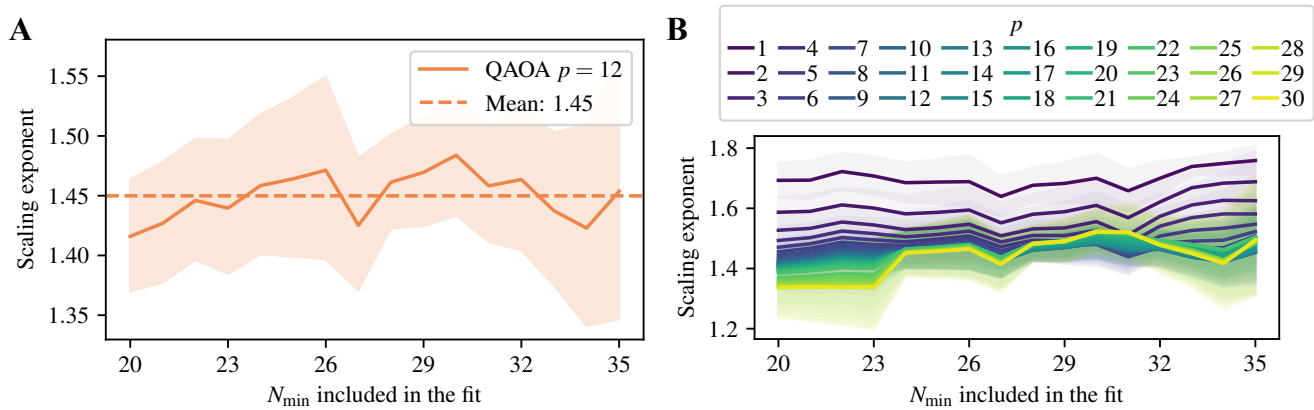 A
Scaling exponent
1.55
1.50
1.45
1.40
1.35
QAOA p = 12
Mean: 1.45
20 23 26 29 32 35
N_min included in the fit
B
p
1 4 7 10 13 16 19 22 25 28
2 5 8 11 14 17 20 23 26 29
3 6 9 12 15 18 21 24 27 30
Scaling exponent
1.8
1.6
1.4
1.2
20 23 26 29 32 35
N_min included in the fit